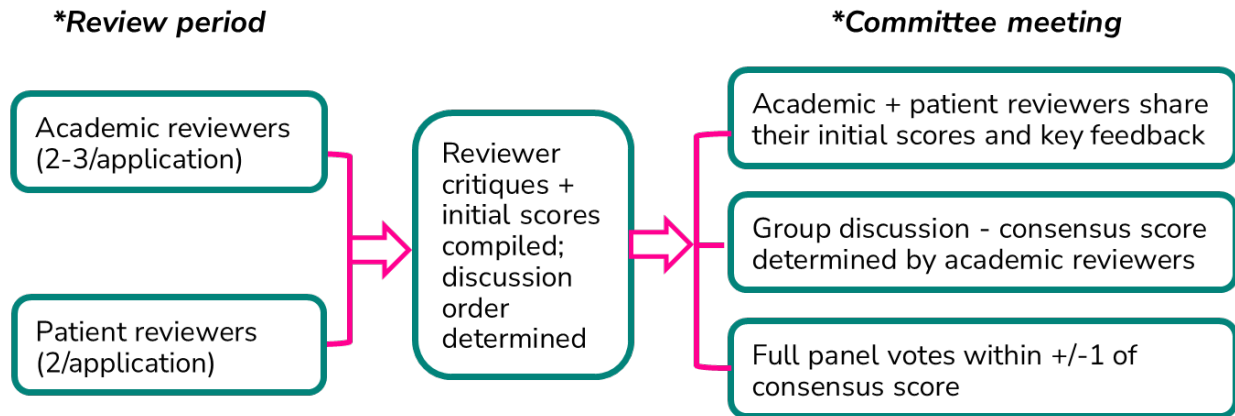 *Review period
Academic reviewers
(2-3/application)
Patient reviewers
(2/application)
Reviewer
critiques +
initial scores
compiled;
discussion
order
determined
*Committee meeting
Academic + patient reviewers share
their initial scores and key feedback
Group discussion - consensus score
determined by academic reviewers
Full panel votes within +/-1 of
consensus score